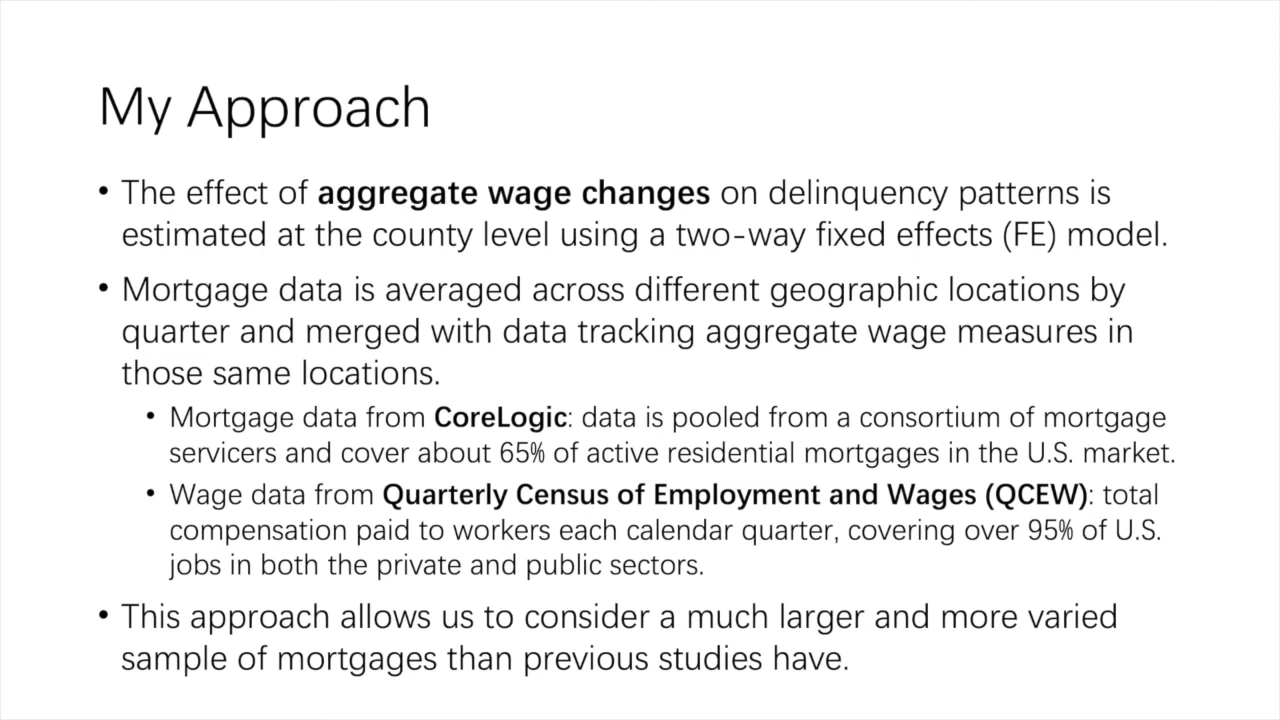 My Approach
• The effect of aggregate wage changes on delinquency patterns is
estimated at the county level using a two-way fixed effects (FE) model.
• Mortgage data is averaged across different geographic locations by
quarter and merged with data tracking aggregate wage measures in
those same locations.
• Mortgage data from CoreLogic: data is pooled from a consortium of mortgage
servicers and cover about 65% of active residential mortgages in the U.S. market.
• Wage data from Quarterly Census of Employment and Wages (QCEW): total
compensation paid to workers each calendar quarter, covering over 95% of U.S.
jobs in both the private and public sectors.
• This approach allows us to consider a much larger and more varied
sample of mortgages than previous studies have.